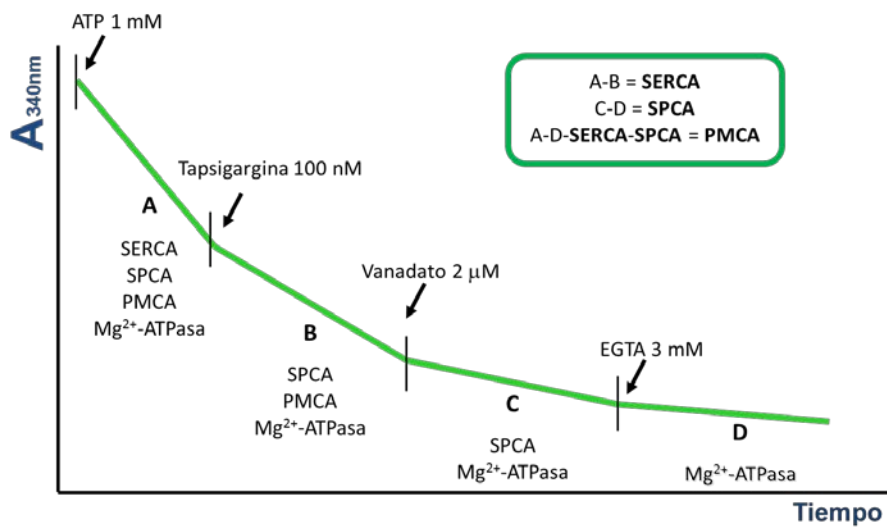 ATP 1 mM
A340nm
A-B = SERCA
C-D = SPCA
A-D-SERCA-SPCA = PMCA
Tapsigargina 100 nM
A
SERCA
SPCA
PMCA
Mg2+-ATPasa
Vanadato 2 μM
B
SPCA
PMCA
Mg2+-ATPasa
EGTA 3 mM
C
SPCA
Mg2+-ATPasa
D
Mg2+-ATPasa
Tiempo